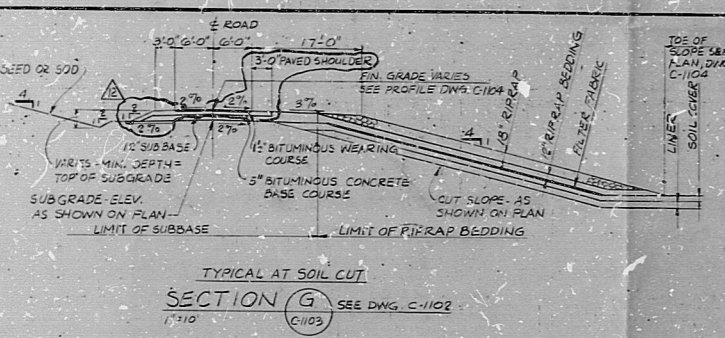 ℄ ROAD
3'-0" 6'-0" 6'-0" 17'-0"
3'-0" PAVED SHOULDER
TOE OF
SLOPE SEE
PLAN, DWG.
C-1104
SEED OR SOD
12
FIN. GRADE VARIES
SEE PROFILE DWG. C-1104
4
1
2
1
2%
2%
3%
2
1
2%
2%
4
1
18" RIPRAP
RIPRAP BEDDING
FILTER FABRIC
LINER
SOIL COVER
12" SUBBASE
1½" BITUMINOUS WEARING
COURSE
VARIES - MIN. DEPTH =
TOP OF SUBGRADE
5" BITUMINOUS CONCRETE
BASE COURSE
SUBGRADE-ELEV.
AS SHOWN ON PLAN
CUT SLOPE - AS
SHOWN ON PLAN
LIMIT OF SUBBASE
LIMIT OF RIPRAP BEDDING
TYPICAL AT SOIL CUT
SECTION G SEE DWG. C-1102
C-1103
1"=10'